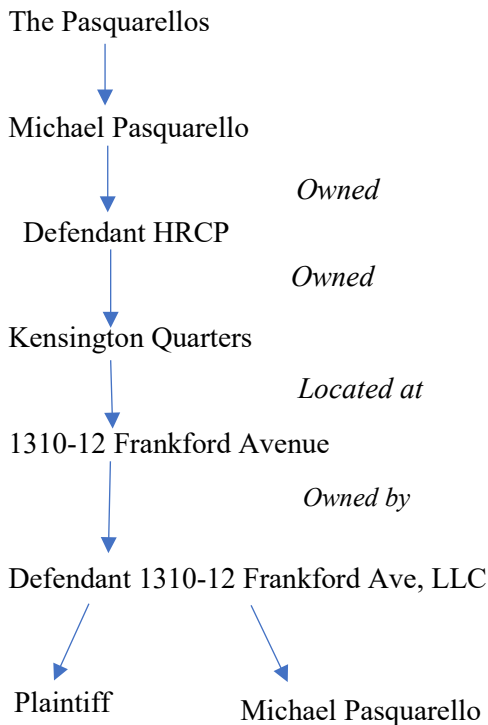 The Pasquarellos
Michael Pasquarello
Owned
Defendant HRCP
Owned
Kensington Quarters
Located at
1310-12 Frankford Avenue
Owned by
Defendant 1310-12 Frankford Ave, LLC
Plaintiff
Michael Pasquarello